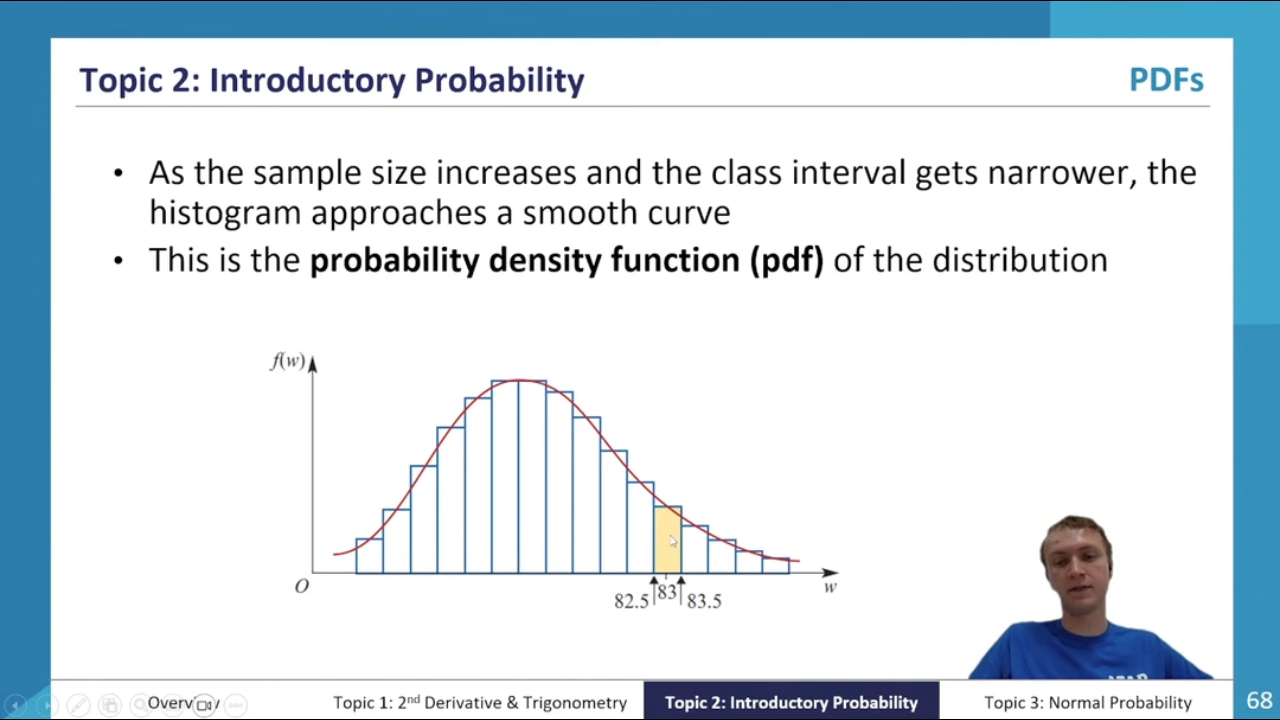 Topic 2: Introductory Probability
PDFs
• As the sample size increases and the class interval gets narrower, the
histogram approaches a smooth curve
• This is the probability density function (pdf) of the distribution
f(w)
O
82.5
83
83.5
w
Overview
Topic 1: 2nd Derivative & Trigonometry
Topic 2: Introductory Probability
Topic 3: Normal Probability
68